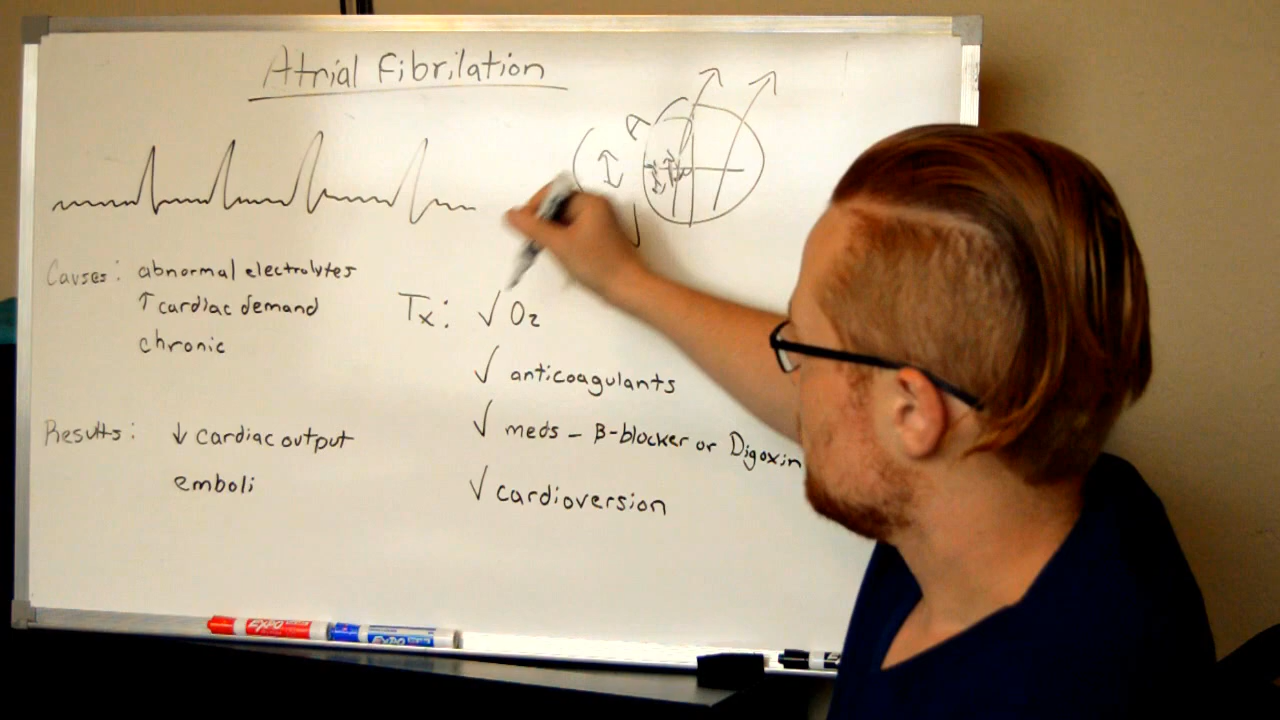 Atrial Fibrilation
A
Causes: abnormal electrolytes
↑ cardiac demand
chronic
Tx: √ O2
√ anticoagulants
√ meds - B-blocker or Digoxin
√ cardioversion
Results: ↓ cardiac output
emboli
EXPO
EXPO